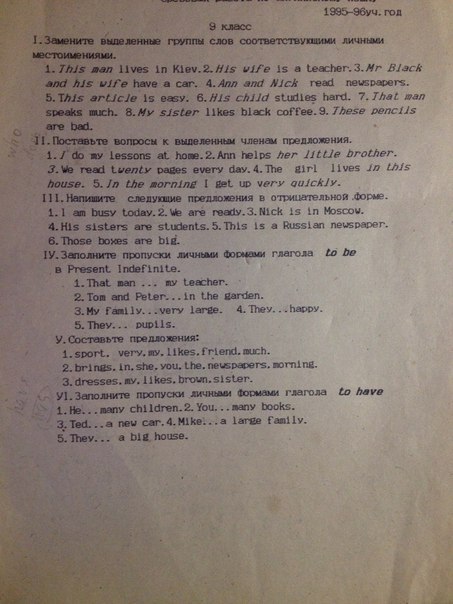 работа по английскому языку
1995-96уч.год
9 класс
I.Замените выделенные группы слов соответствующими личными
местоимениями.
1.This man lives in Kiev.2.His wife is a teacher.3.Mr Black
and his wife have a car. 4.Ann and Nick read newspapers.
5.This article is easy. 6.His child studies hard. 7.That man
speaks much. 8.My sister likes black coffee.9.These pencils
are bad.
II.Поставьте вопросы к выделенным членам предложения.
1.I do my lessons at home.2.Ann helps her little brother.
3.We read twenty pages every day.4.The girl lives in this
house. 5.In the morning I get up very quickly.
III.Напишите следующие предложения в отрицательной форме.
1.I am busy today.2.We are ready.3.Nick is in Moscow.
4.His sisters are students.5.This is a Russian newspaper.
6.Those boxes are big.
IУ.Заполните пропуски личными формами глагола to be
в Present Indefinite.
1.That man ... my teacher.
2.Tom and Peter...in the garden.
3.My family...very large. 4.They...happy.
5.They... pupils.
У.Составьте предложения:
1.sport. very.my.likes.friend.much.
2.brings.in.she.you.the.newspapers.morning.
3.dresses.my.likes.brown.sister.
УI.Заполните пропуски личными формами глагола to have
1.He...many children.2.You...many books.
3.Ted...a new car.4.Mike...a large family.
5.They... a big house.